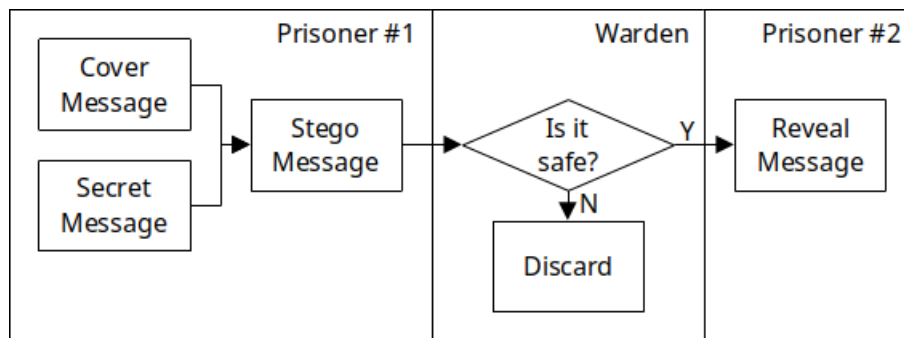 Prisoner #1
Warden
Prisoner #2
Cover
Message
Secret
Message
Stego
Message
Is it
safe?
Y
N
Discard
Reveal
Message